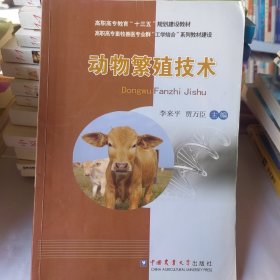 高职高专教育“十三五”规划建设教材
高职高专畜牧兽医专业群“工学结合”系列教材建设
动物繁殖技术
Dongwu Fanzhi Jishu
李来平 贾万臣 主编
中国农业大学出版社
CHINA AGRICULTURAL UNIVERSITY PRESS